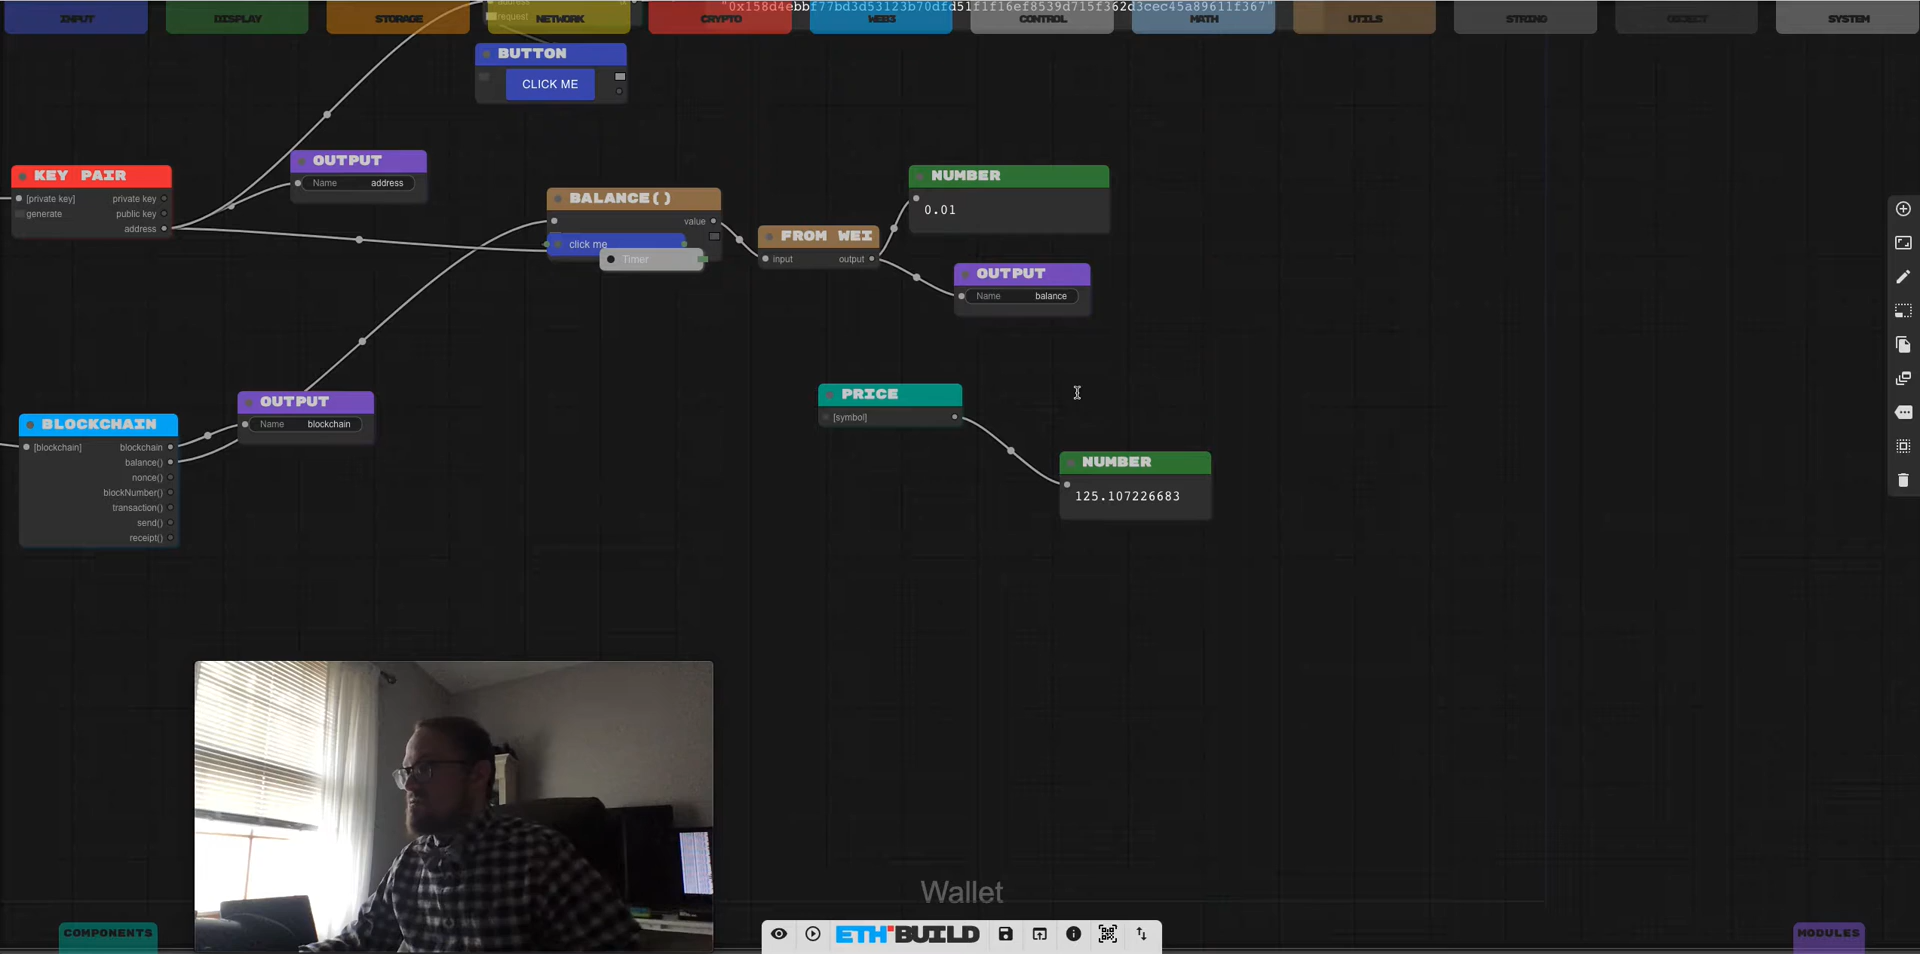 "0x158d4ebbf77bd3d53123b70dfd51f1f16ef8539d715f362d3cec45a89611f367"
INPUT
DISPLAY
STORAGE
NETWORK
CRYPTO
WEB3
CONTROL
MATH
UTILS
STRING
OBJECT
SYSTEM
address
request
BUTTON
CLICK ME
KEY PAIR
[private key] private key
generate public key
address
OUTPUT
Name address
BALANCE()
value
click me
Timer
FROM WEI
input output
NUMBER
0.01
OUTPUT
Name balance
PRICE
[symbol]
NUMBER
125.107226683
OUTPUT
Name blockchain
BLOCKCHAIN
[blockchain] blockchain
balance()
nonce()
blockNumber()
transaction()
send()
receipt()
Wallet
COMPONENTS
ETH BUILD
MODULES